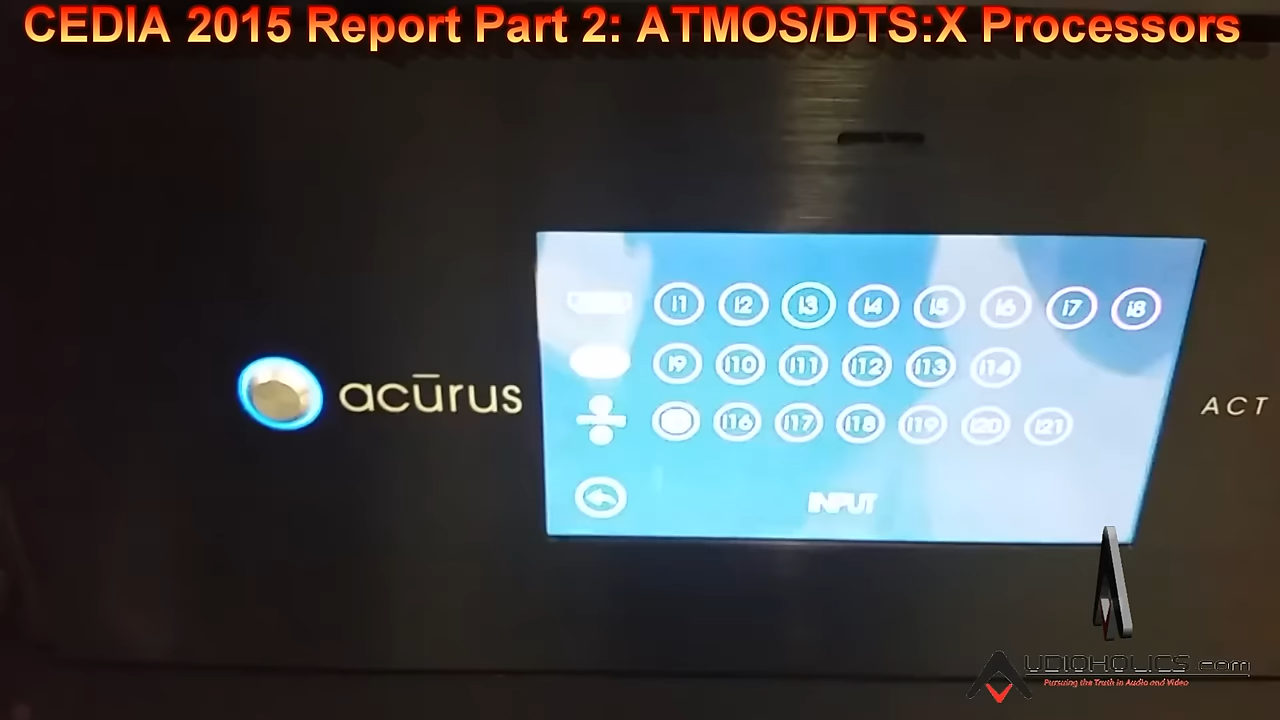 CEDIA 2015 Report Part 2: ATMOS/DTS:X Processors
i1 i2 i3 i4 i5 i6 i7 i8
i9 i10 i11 i12 i13 i14
acūrus
ACT
i16 i17 i18 i19 i20 i21
INPUT
AUDIOHOLICS.com
Pursuing the Truth in Audio and Video